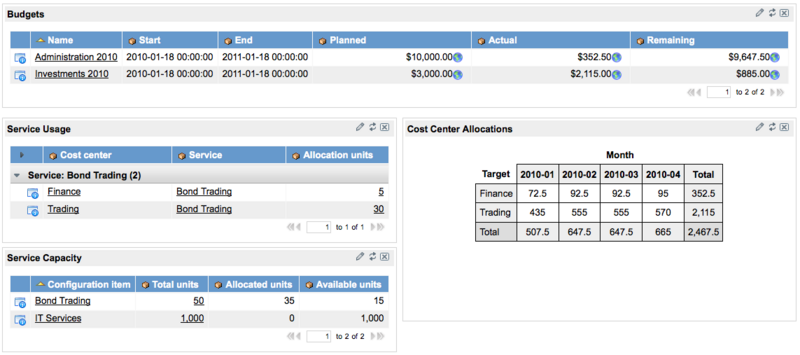 Budgets
Name Start End Planned Actual Remaining
Administration 2010 2010-01-18 00:00:00 2011-01-18 00:00:00 $10,000.00 $352.50 $9,647.50
Investments 2010 2010-01-18 00:00:00 2011-01-18 00:00:00 $3,000.00 $2,115.00 $885.00
1 to 2 of 2
Service Usage
Cost center Service Allocation units
Service: Bond Trading (2)
Finance Bond Trading 5
Trading Bond Trading 30
1 to 1 of 1
Service Capacity
Configuration item Total units Allocated units Available units
Bond Trading 50 35 15
IT Services 1,000 0 1,000
1 to 2 of 2
Cost Center Allocations
Month
Target 2010-01 2010-02 2010-03 2010-04 Total
Finance 72.5 92.5 92.5 95 352.5
Trading 435 555 555 570 2,115
Total 507.5 647.5 647.5 665 2,467.5